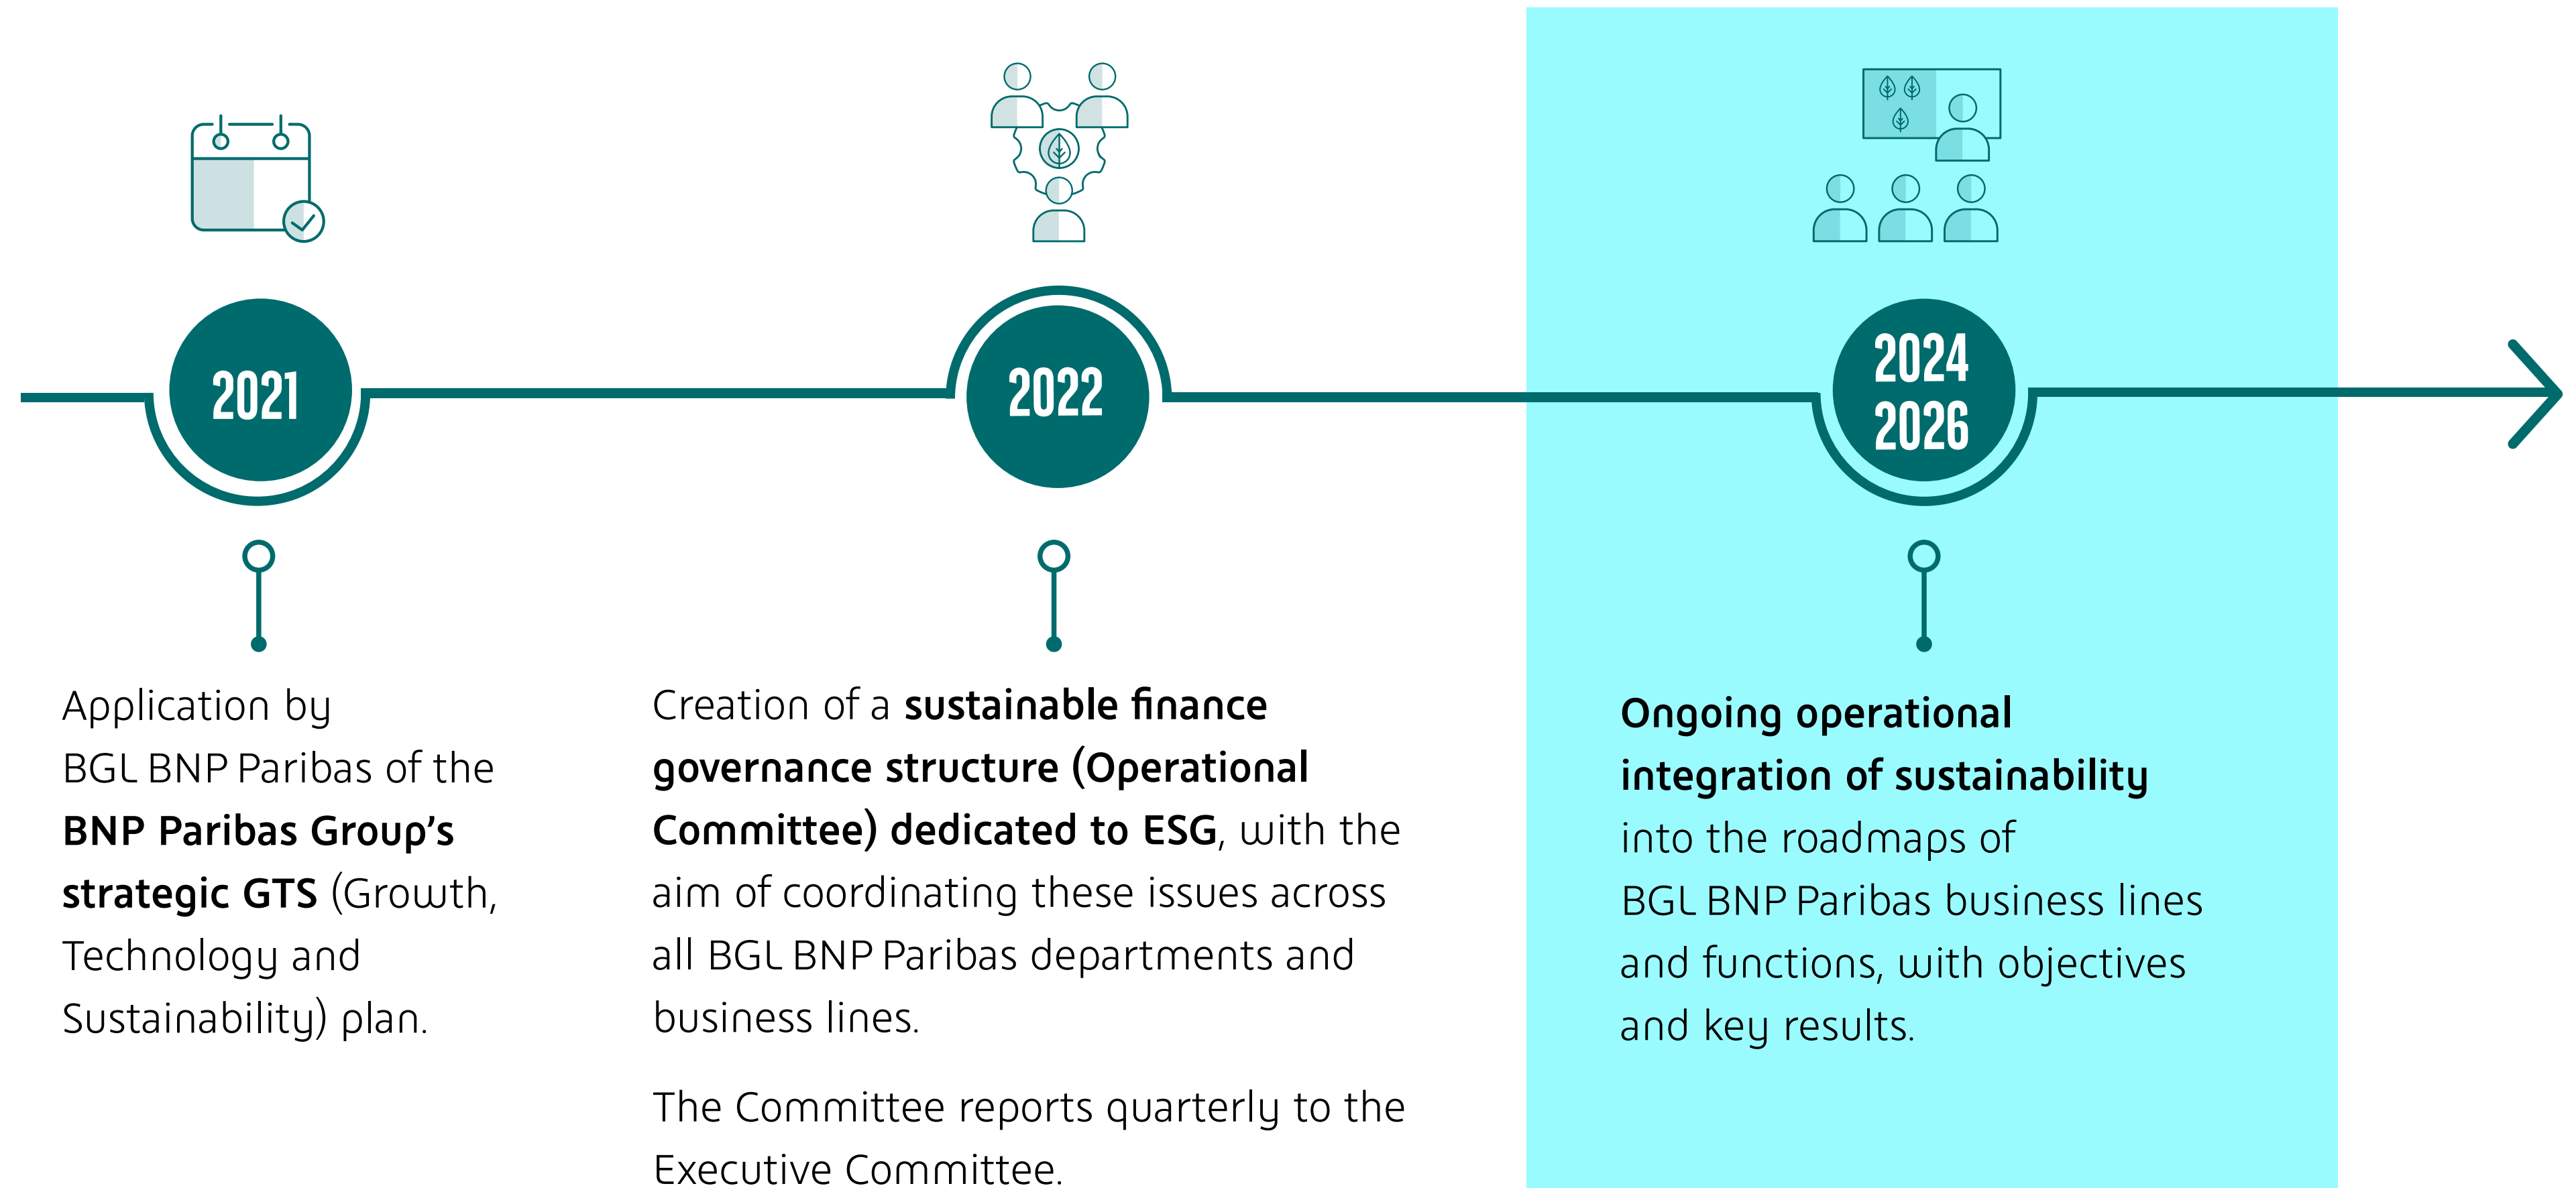 2021
Application by
BGL BNP Paribas of the
BNP Paribas Group’s
strategic GTS (Growth,
Technology and
Sustainability) plan.
2022
Creation of a sustainable finance
governance structure (Operational
Committee) dedicated to ESG, with the
aim of coordinating these issues across
all BGL BNP Paribas departments and
business lines.
The Committee reports quarterly to the
Executive Committee.
2024
2026
Ongoing operational
integration of sustainability
into the roadmaps of
BGL BNP Paribas business lines
and functions, with objectives
and key results.